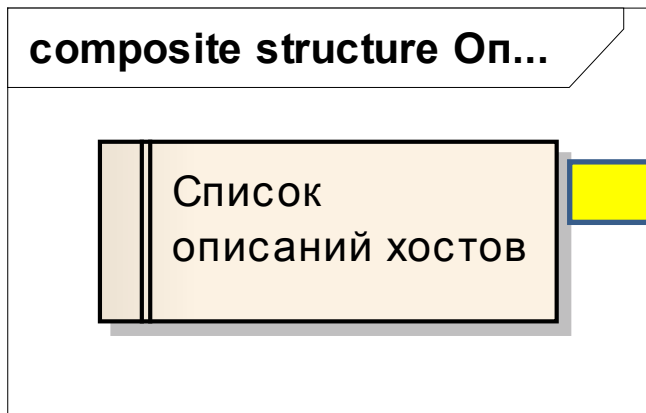 composite structure Оп...
Список
описаний хостов